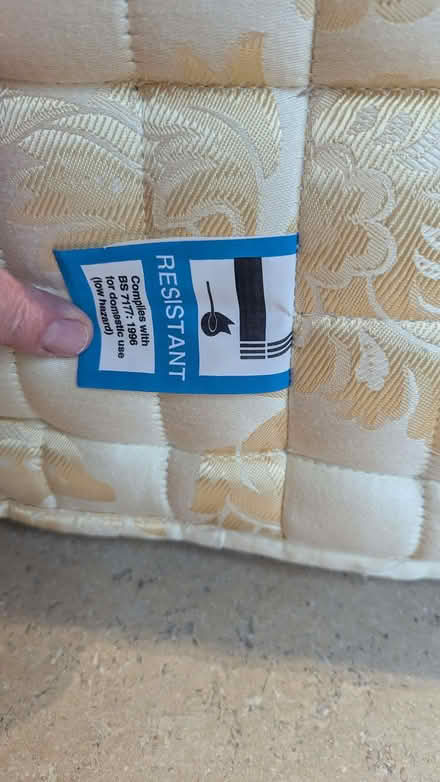 RESISTANT
Complies with
BS 7177: 1996
for domestic use
(low hazard)